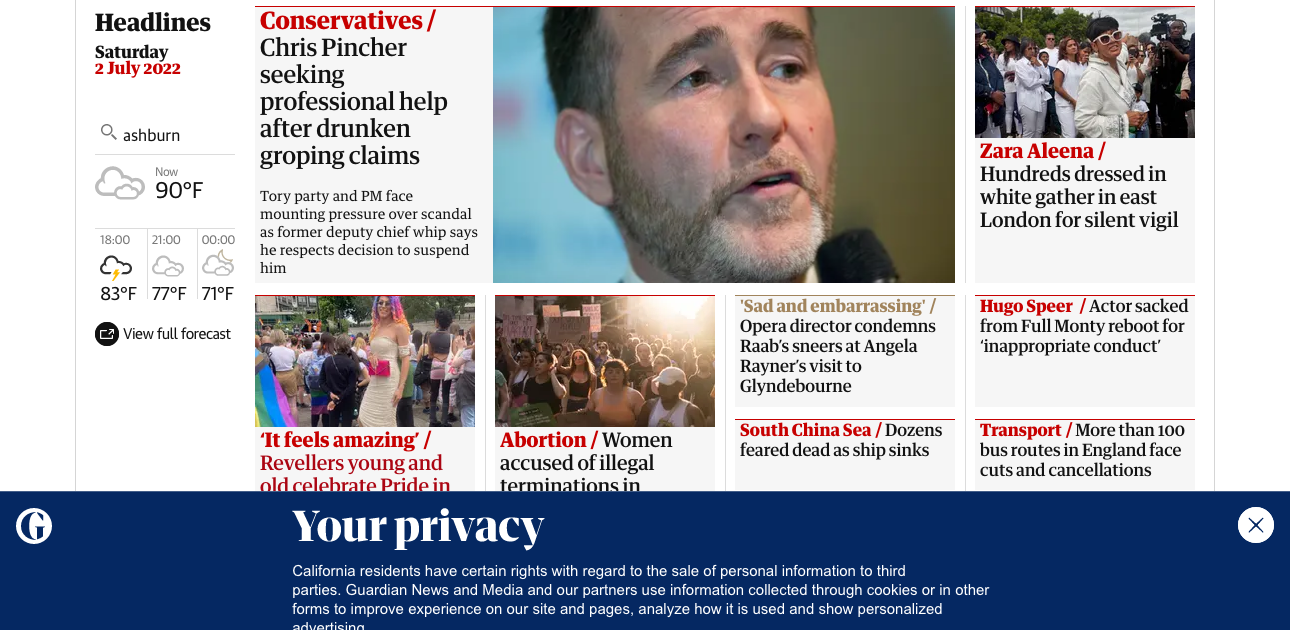 Headlines
Saturday
2 July 2022
ashburn
Now
90°F
18:00
21:00
00:00
83°F
77°F
71°F
View full forecast
Conservatives /
Chris Pincher
seeking
professional help
after drunken
groping claims
Tory party and PM face
mounting pressure over scandal
as former deputy chief whip says
he respects decision to suspend
him
Zara Aleena /
Hundreds dressed in
white gather in east
London for silent vigil
‘It feels amazing’ /
Revellers young and
old celebrate Pride in
Abortion / Women
accused of illegal
terminations in
'Sad and embarrassing' /
Opera director condemns
Raab’s sneers at Angela
Rayner’s visit to
Glyndebourne
South China Sea / Dozens
feared dead as ship sinks
Hugo Speer / Actor sacked
from Full Monty reboot for
‘inappropriate conduct’
Transport / More than 100
bus routes in England face
cuts and cancellations
Your privacy
California residents have certain rights with regard to the sale of personal information to third
parties. Guardian News and Media and our partners use information collected through cookies or in other
forms to improve experience on our site and pages, analyze how it is used and show personalized
advertising.